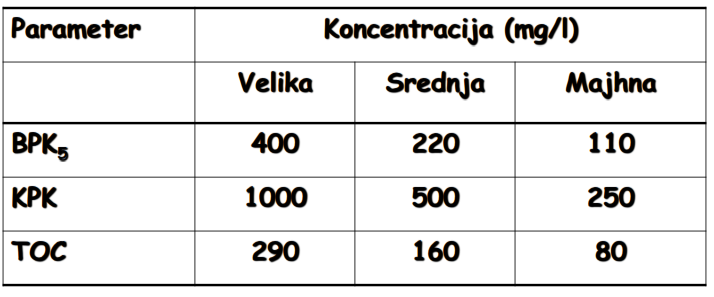 Parameter Koncentracija (mg/l)
Velika Srednja Majhna
BPK₅ 400 220 110
KPK 1000 500 250
TOC 290 160 80